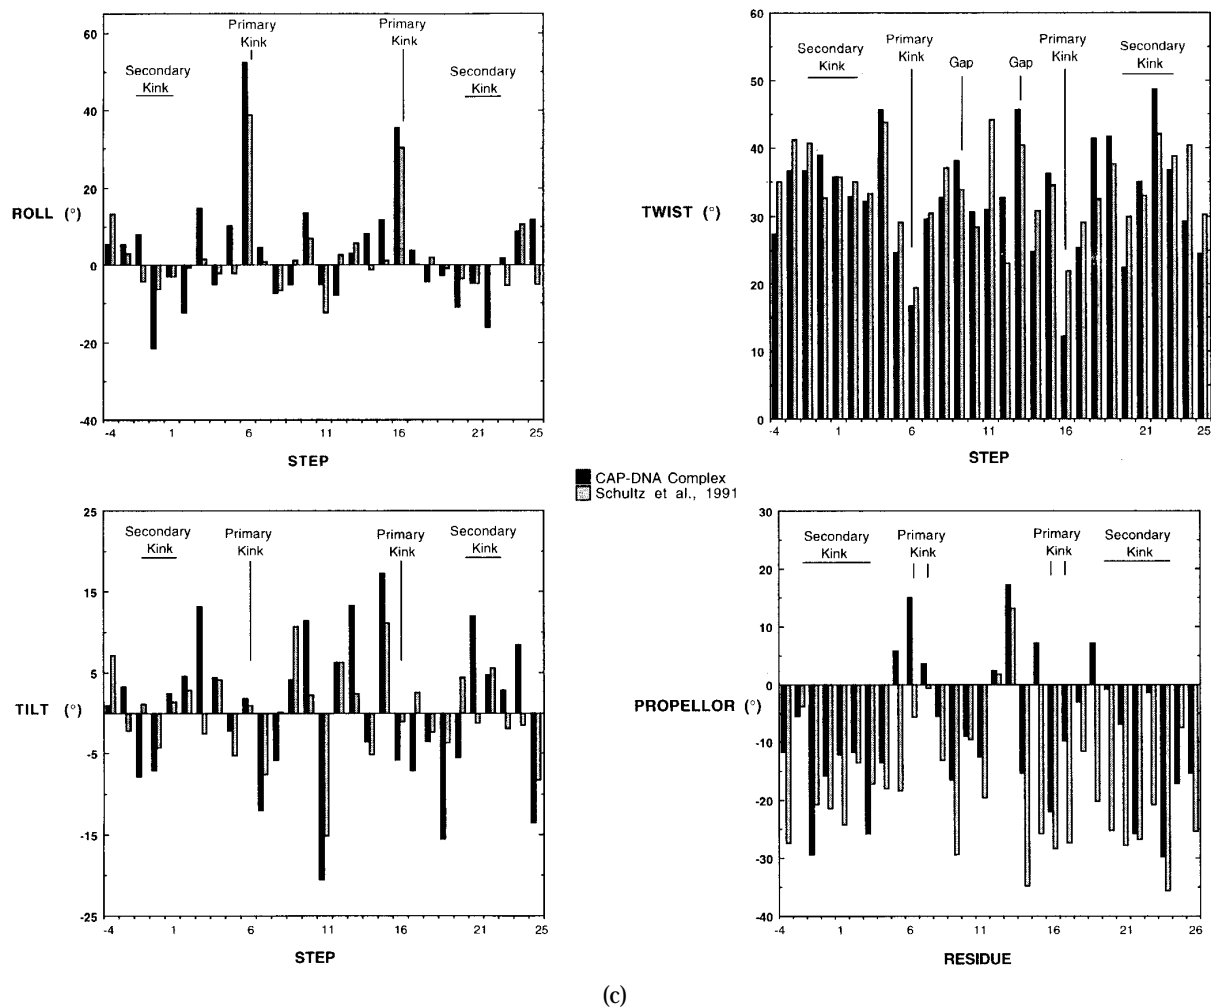 Primary
Kink
Primary
Kink
Secondary
Kink
Secondary
Kink
60
40
20
0
-20
-40
ROLL (°)
-4 1 6 11 16 21 25
STEP
Secondary
Kink
Primary
Kink
Gap
Gap
Primary
Kink
Secondary
Kink
60
50
40
30
20
10
0
TWIST (°)
-4 1 6 11 16 21 25
STEP
CAP-DNA Complex
Schultz et al., 1991
Secondary
Kink
Primary
Kink
Primary
Kink
Secondary
Kink
25
15
5
-5
-15
-25
TILT (°)
-4 1 6 11 16 21 25
STEP
Secondary
Kink
Primary
Kink
Primary
Kink
Secondary
Kink
30
20
10
0
-10
-20
-30
-40
PROPELLOR (°)
-4 1 6 11 16 21 26
RESIDUE
(c)